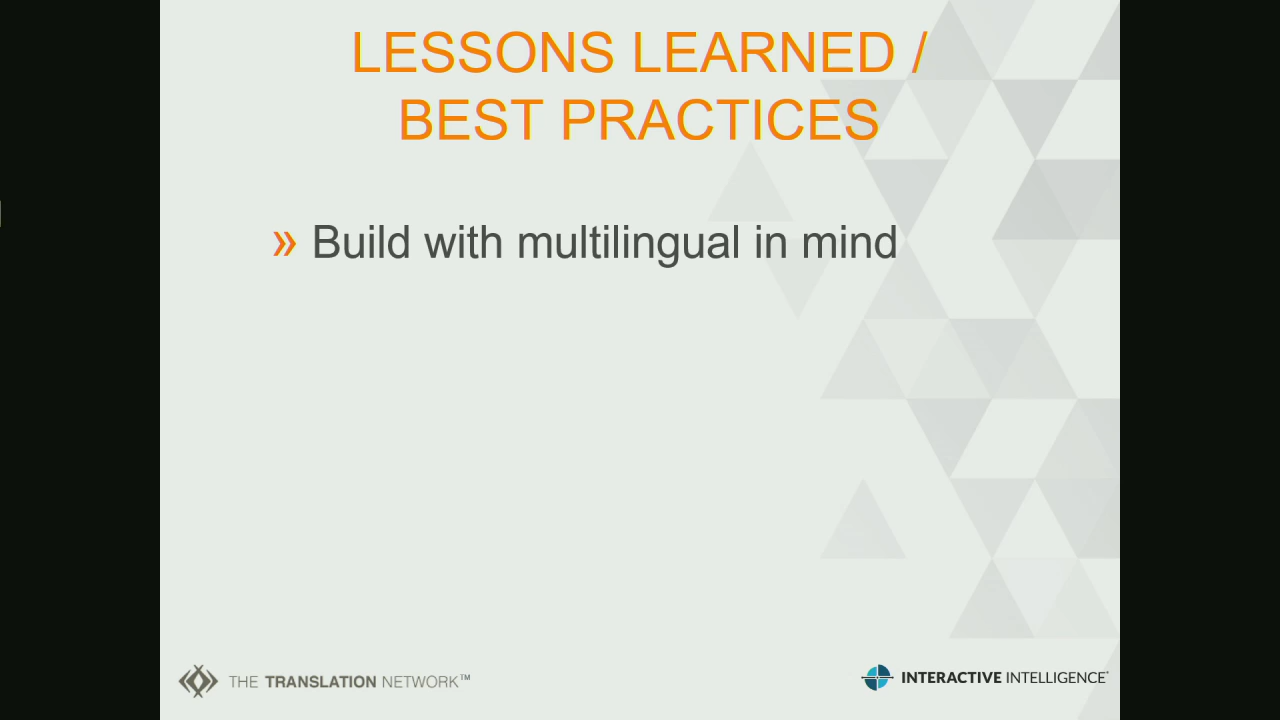 LESSONS LEARNED /
BEST PRACTICES
» Build with multilingual in mind
THE TRANSLATION NETWORK™
INTERACTIVE INTELLIGENCE